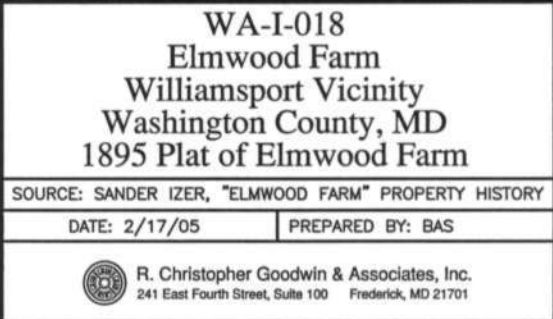 WA-I-018
Elmwood Farm
Williamsport Vicinity
Washington County, MD
1895 Plat of Elmwood Farm
SOURCE: SANDER IZER, "ELMWOOD FARM" PROPERTY HISTORY
DATE: 2/17/05 PREPARED BY: BAS
R. Christopher Goodwin & Associates, Inc.
241 East Fourth Street, Suite 100 Frederick, MD 21701